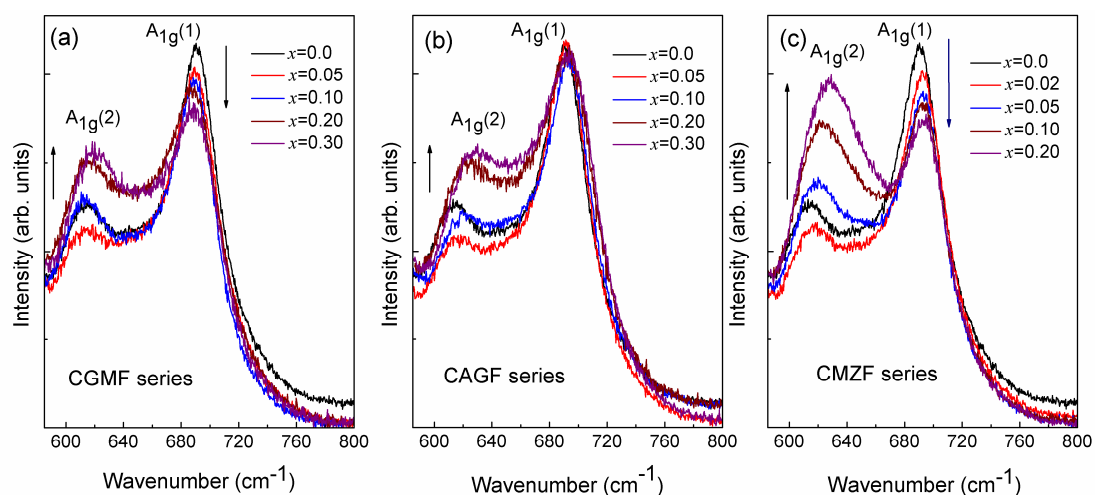 (a)
A1g(1)
x=0.0
x=0.05
x=0.10
x=0.20
x=0.30
A1g(2)
CGMF series
Intensity (arb. units)
600 640 680 720 760 800
Wavenumber (cm-1)
(b)
A1g(1)
x=0.0
x=0.05
x=0.10
x=0.20
x=0.30
A1g(2)
CAGF series
Intensity (arb. units)
600 640 680 720 760 800
Wavenumber (cm-1)
(c)
A1g(1)
A1g(2)
x=0.0
x=0.02
x=0.05
x=0.10
x=0.20
CMZF series
Intensity (arb. units)
600 640 680 720 760 800
Wavenumber (cm-1)